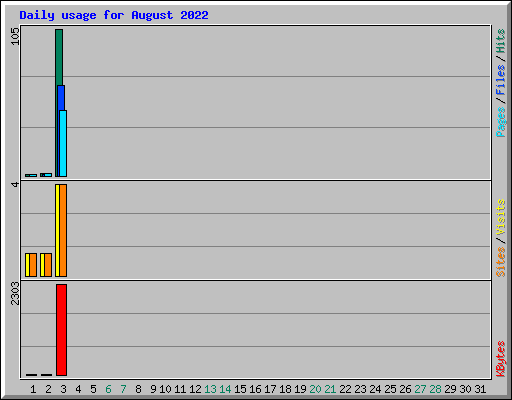 Daily usage for August 2022
105
4
2303
Pages/Files/Hits
Sites/Visits
KBytes
1 2 3 4 5 6 7 8 9 10 11 12 13 14 15 16 17 18 19 20 21 22 23 24 25 26 27 28 29 30 31